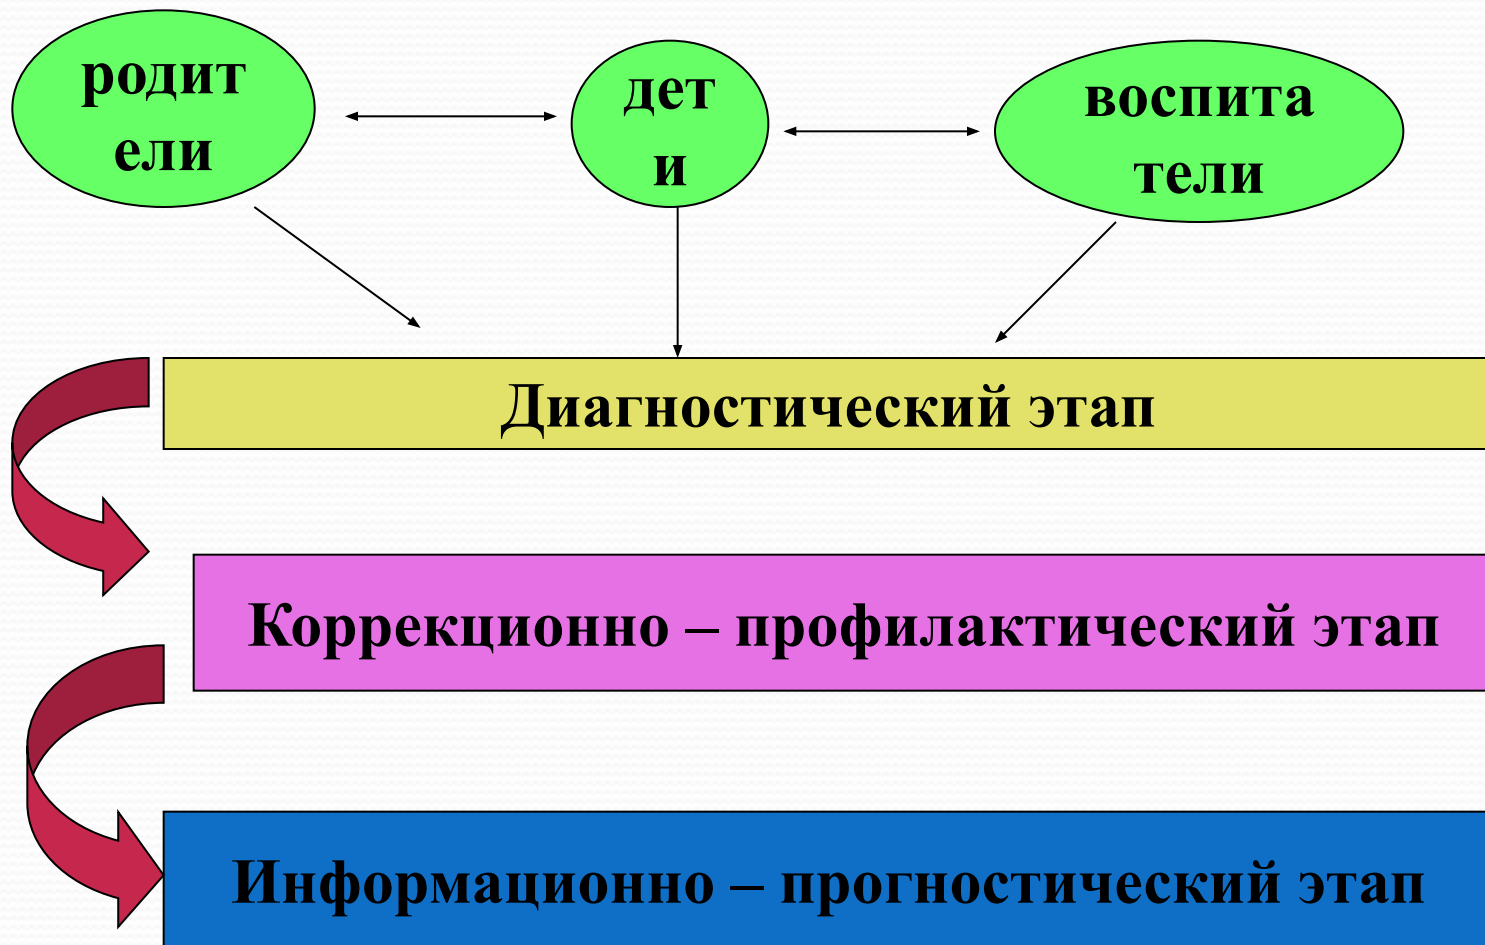 родит
ели
дет
и
воспита
тели
Диагностический этап
Коррекционно – профилактический этап
Информационно – прогностический этап